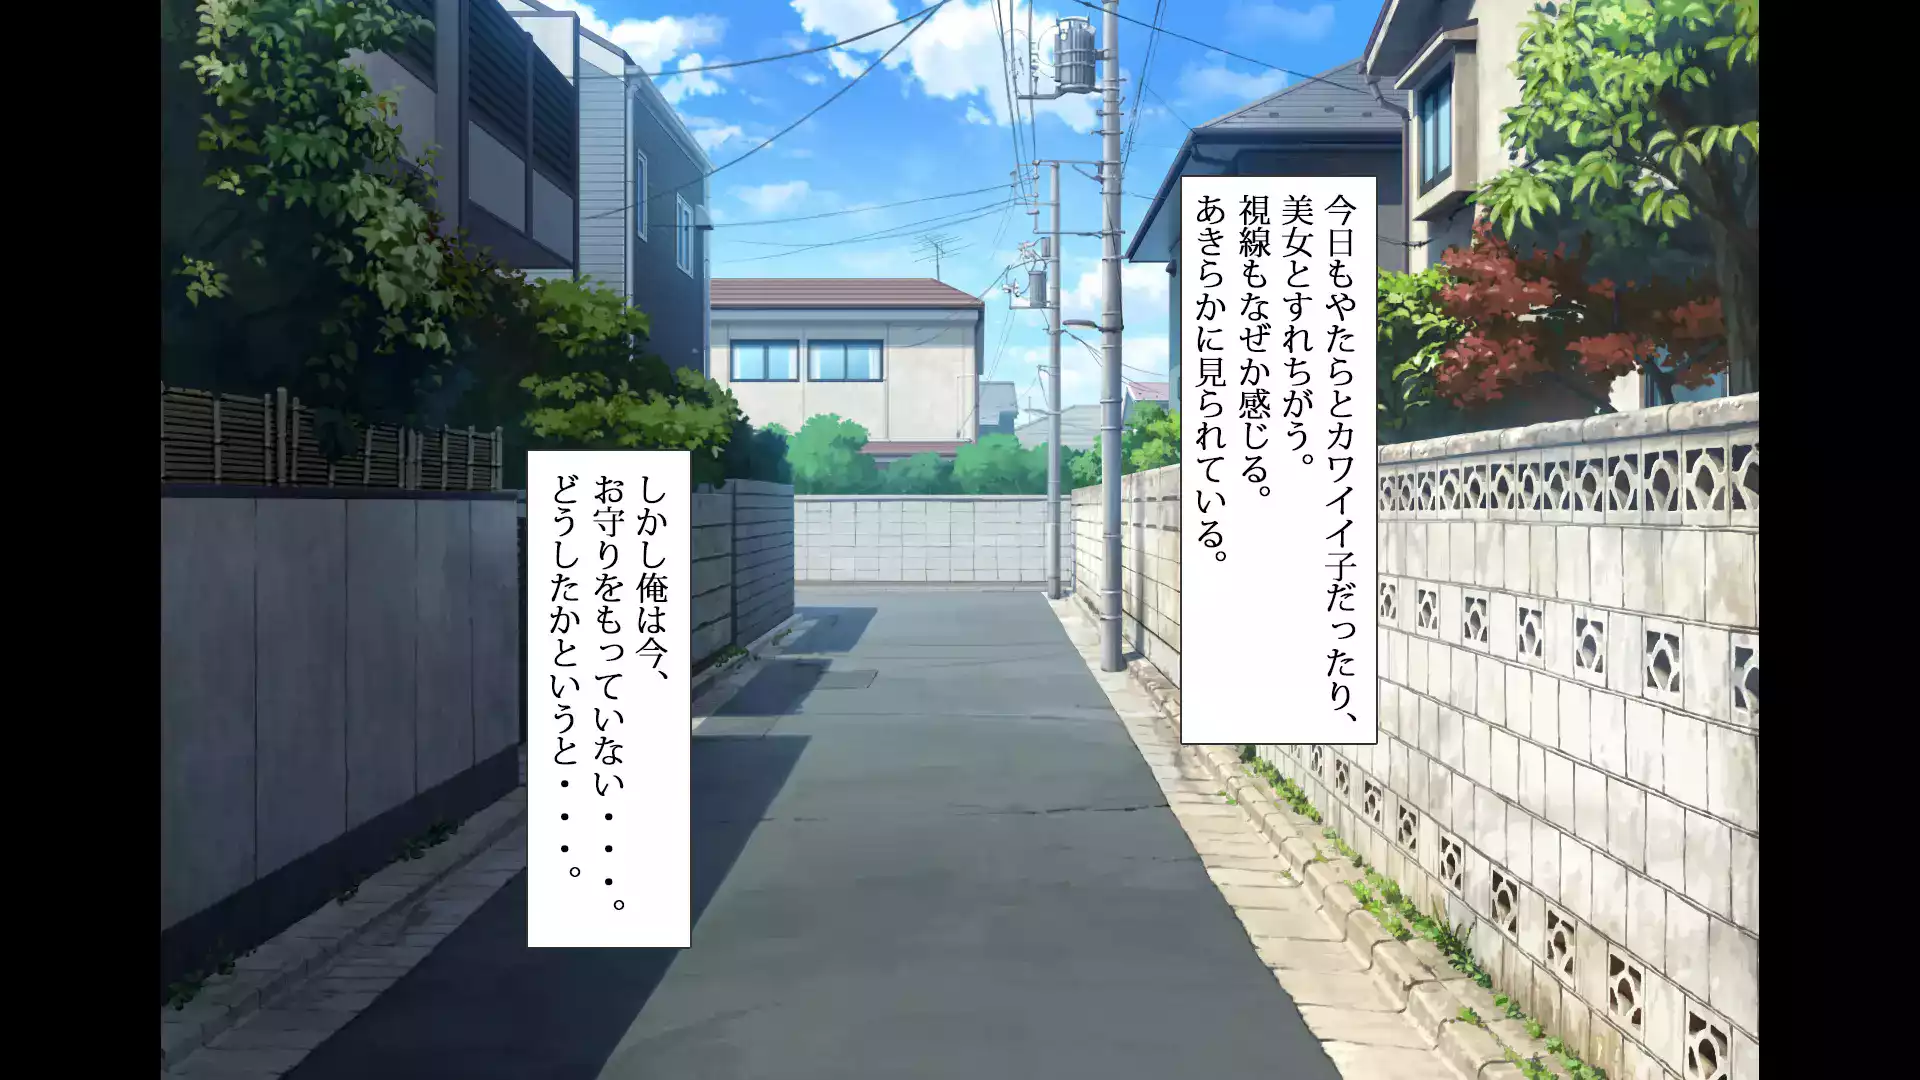 今日もやたらとカワイイ子だったり、
美女とすれちがう。
視線もなぜか感じる。
あきらかに見られている。
しかし俺は今、
お守りをもっていない・・・。
どうしたかというと・・・。